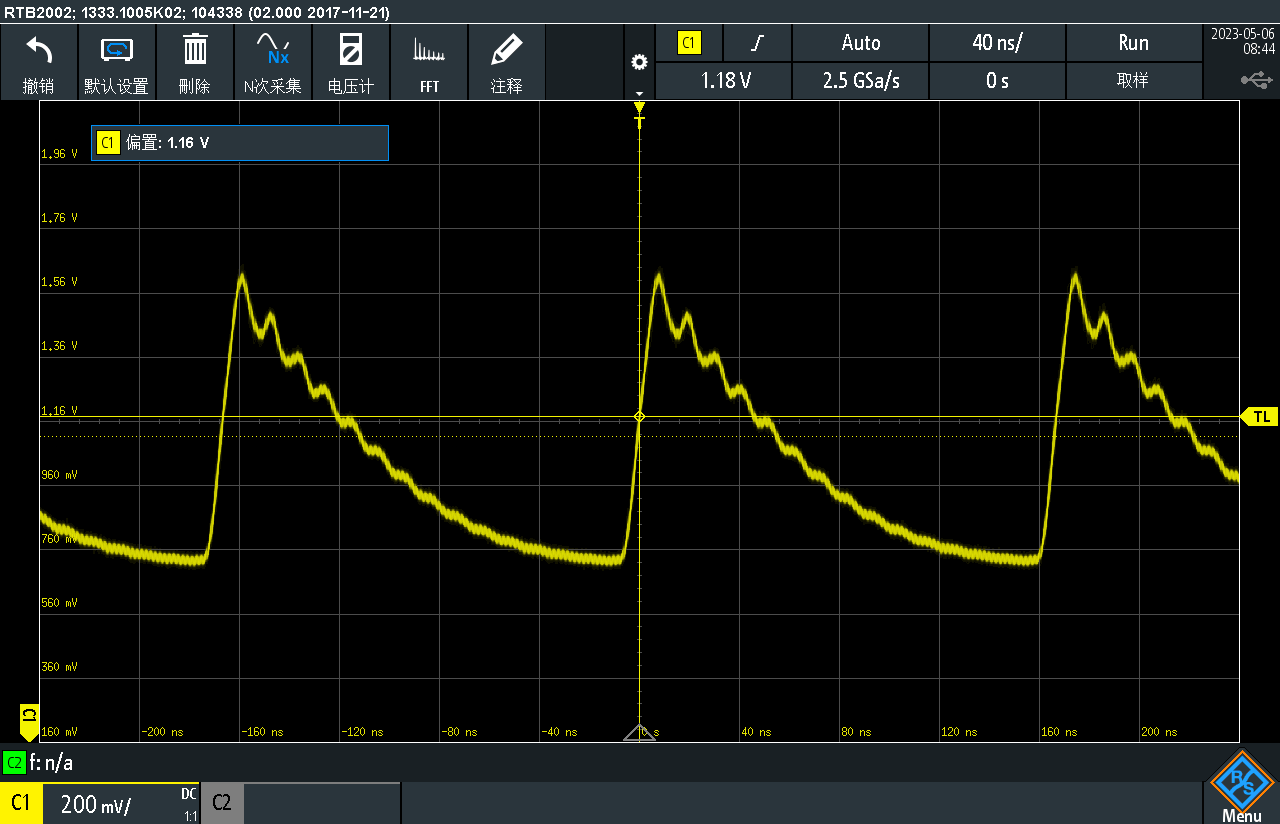 RTB2002; 1333.1005K02; 104338 (02.000 2017-11-21)
撤销
默认设置
刪除
Nx
N次采集
电压计
FFT
注释
C1
Auto
40 ns/
Run
2023-05-06
08:44
1.18 V
2.5 GSa/s
0 s
取样
T
C1 偏置: 1.16 V
1.96 V
1.76 V
1.56 V
1.36 V
1.16 V
TL
960 mV
760 mV
560 mV
360 mV
C1
160 mV
-200 ns
-160 ns
-120 ns
-80 ns
-40 ns
0 s
40 ns
80 ns
120 ns
160 ns
200 ns
C2 f: n/a
C1
200 mV/
DC
1:1
C2
R&S
Menu